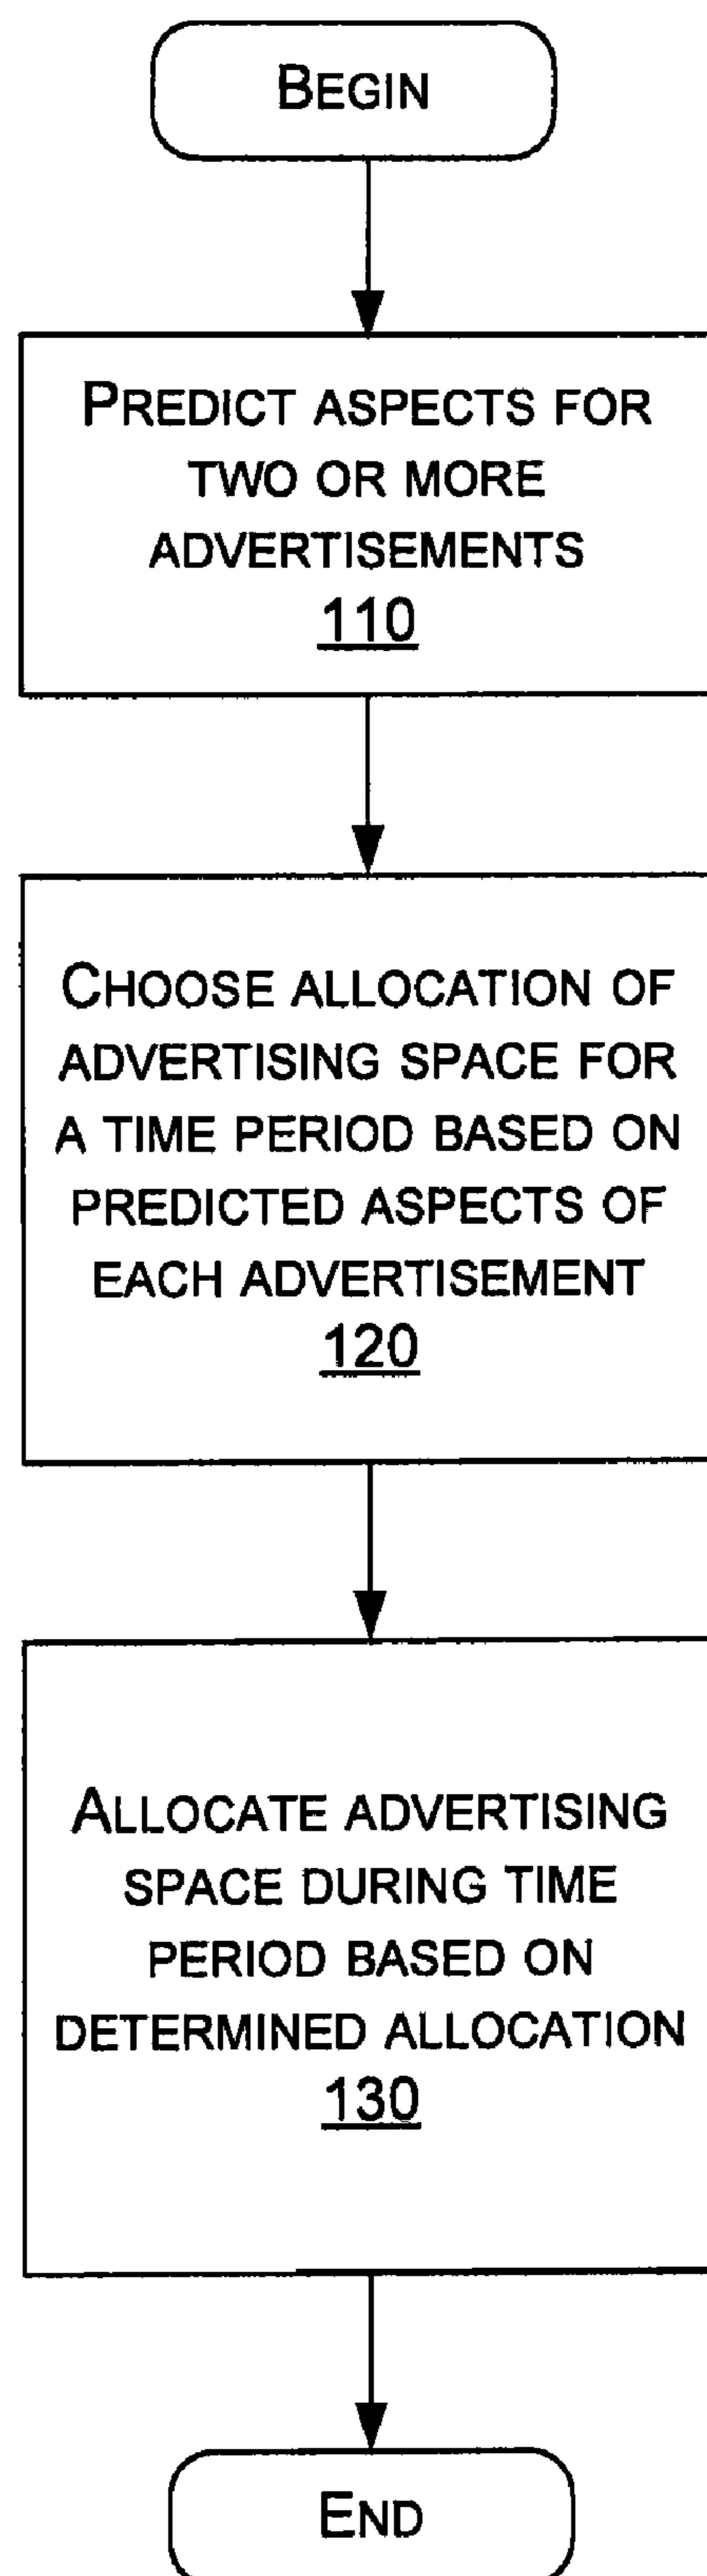 BEGIN
PREDICT ASPECTS FOR
TWO OR MORE
ADVERTISEMENTS
110
CHOOSE ALLOCATION OF
ADVERTISING SPACE FOR
A TIME PERIOD BASED ON
PREDICTED ASPECTS OF
EACH ADVERTISEMENT
120
ALLOCATE ADVERTISING
SPACE DURING TIME
PERIOD BASED ON
DETERMINED ALLOCATION
130
END